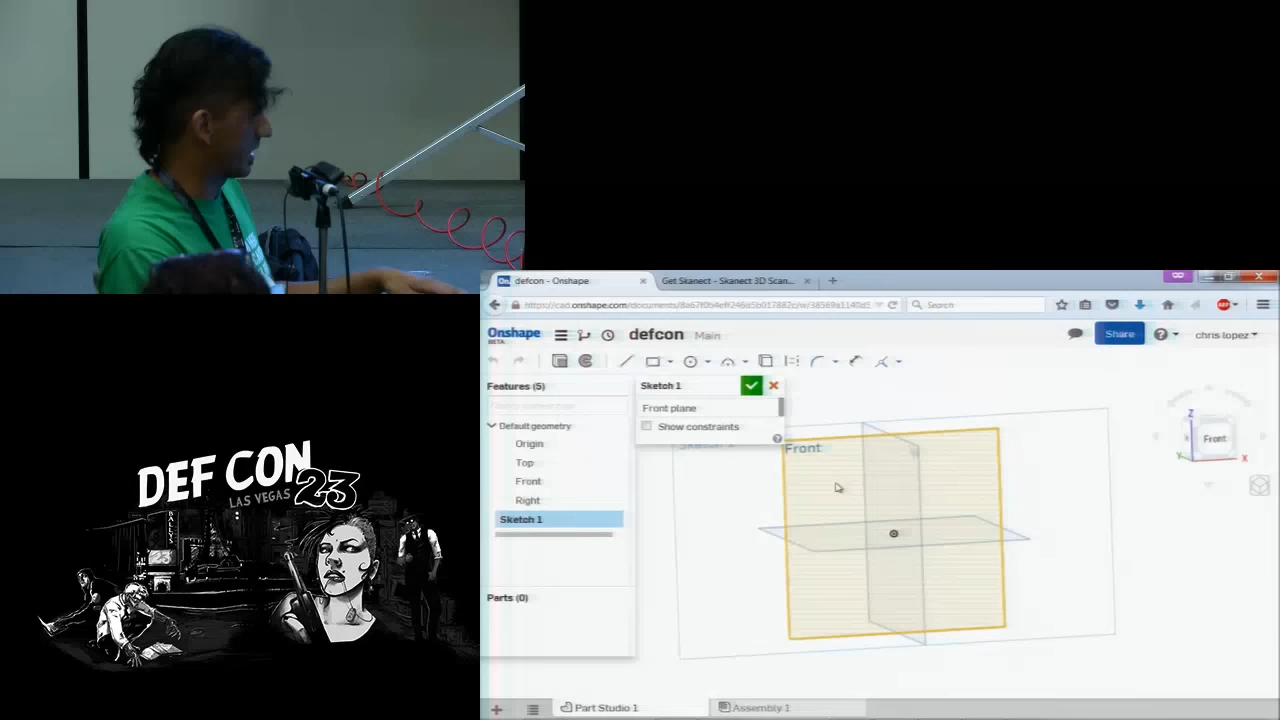 defcon - Onshape
Get Skanect - Skanect 3D Scan...
Search
Onshape
BETA
defcon Main
Share
chris lopez
Features (5)
Sketch 1
Front plane
Show constraints
Default geometry
Origin
Top
Front
Right
Sketch 1
Front
Z
Front
X
Y
Parts (0)
Part Studio 1
Assembly 1
DEF CON
LAS VEGAS 23
BALLYS